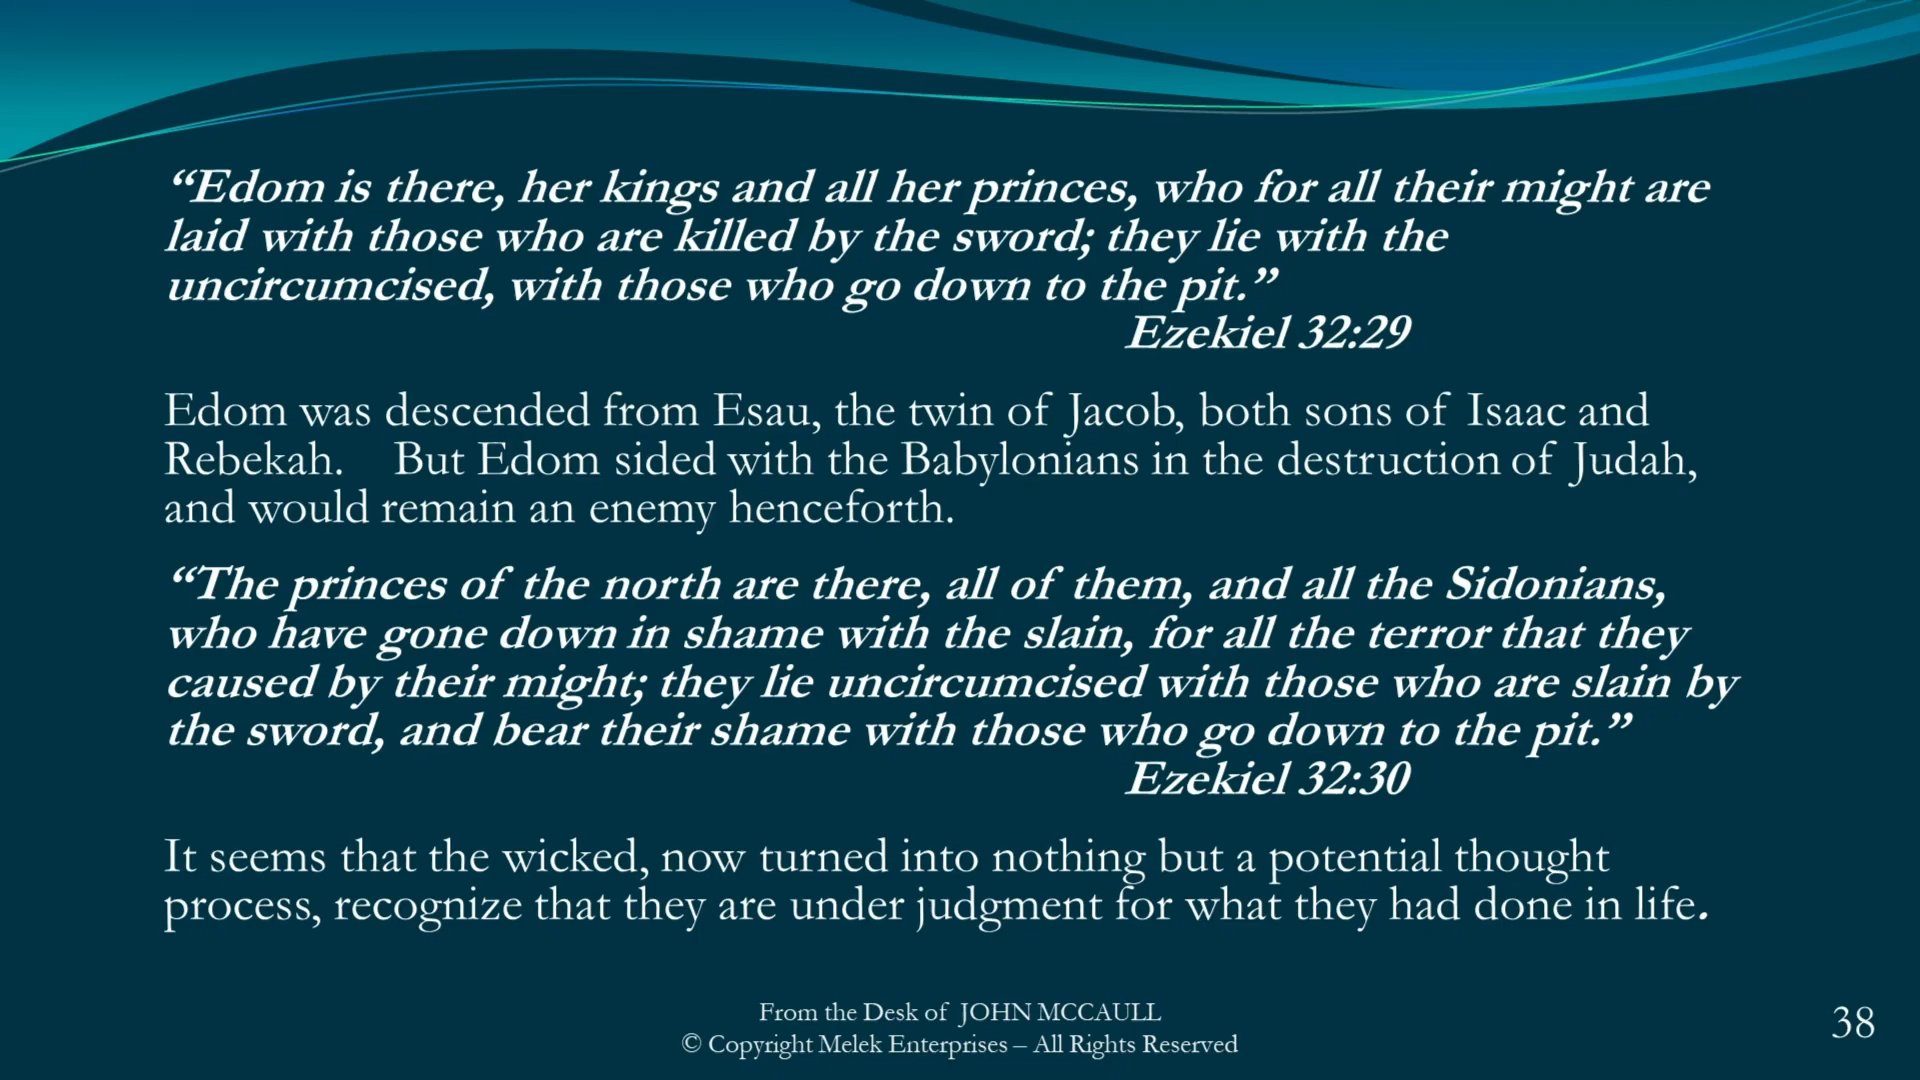 “Edom is there, her kings and all her princes, who for all their might are
laid with those who are killed by the sword; they lie with the
uncircumcised, with those who go down to the pit.”
Ezekiel 32:29
Edom was descended from Esau, the twin of Jacob, both sons of Isaac and
Rebekah. But Edom sided with the Babylonians in the destruction of Judah,
and would remain an enemy henceforth.
“The princes of the north are there, all of them, and all the Sidonians,
who have gone down in shame with the slain, for all the terror that they
caused by their might; they lie uncircumcised with those who are slain by
the sword, and bear their shame with those who go down to the pit.”
Ezekiel 32:30
It seems that the wicked, now turned into nothing but a potential thought
process, recognize that they are under judgment for what they had done in life.
From the Desk of JOHN MCCAULL
© Copyright Melek Enterprises – All Rights Reserved
38